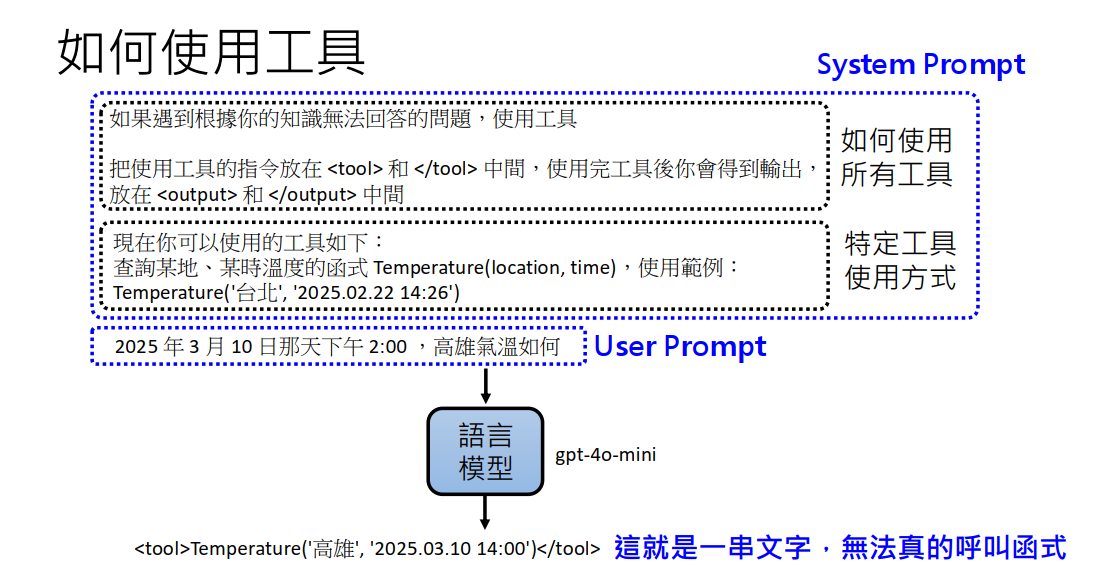 如何使用工具
System Prompt
如果遇到根據你的知識無法回答的問題，使用工具
把使用工具的指令放在 <tool> 和 </tool> 中間，使用完工具後你會得到輸出，
放在 <output> 和 </output> 中間
如何使用
所有工具
現在你可以使用的工具如下：
查詢某地、某時溫度的函式 Temperature(location, time)，使用範例：
Temperature('台北', '2025.02.22 14:26')
特定工具
使用方式
2025 年 3 月 10 日那天下午 2:00 ，高雄氣溫如何
User Prompt
語言
模型
gpt-4o-mini
<tool>Temperature('高雄', '2025.03.10 14:00')</tool>
這就是一串文字，無法真的呼叫函式